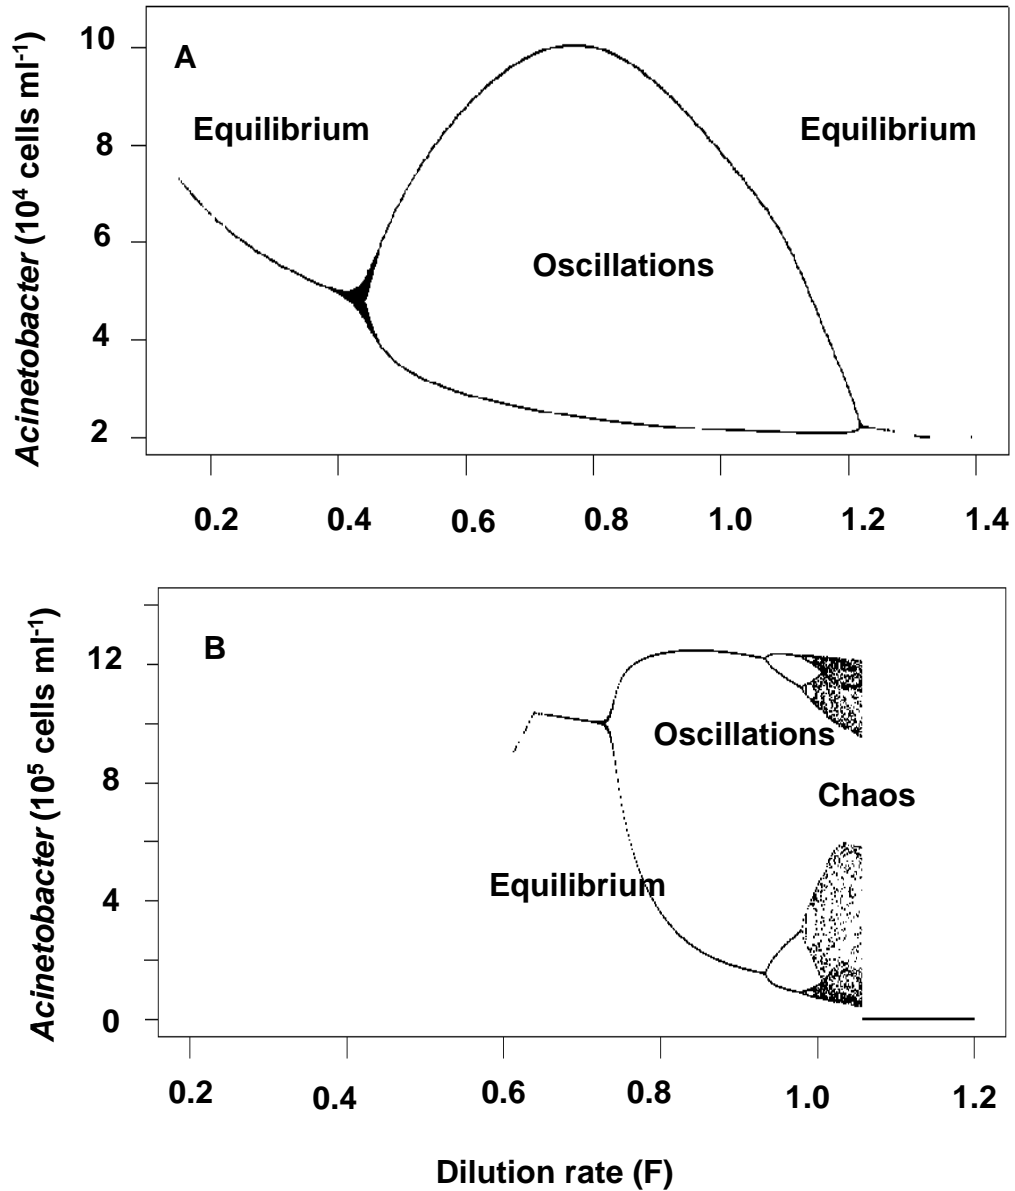 A
Acinetobacter (10⁴ cells ml⁻¹)
10
8
6
4
2
Equilibrium
Equilibrium
Oscillations
0.2 0.4 0.6 0.8 1.0 1.2 1.4
B
Acinetobacter (10⁵ cells ml⁻¹)
12
8
4
0
Oscillations
Chaos
Equilibrium
0.2 0.4 0.6 0.8 1.0 1.2
Dilution rate (F)